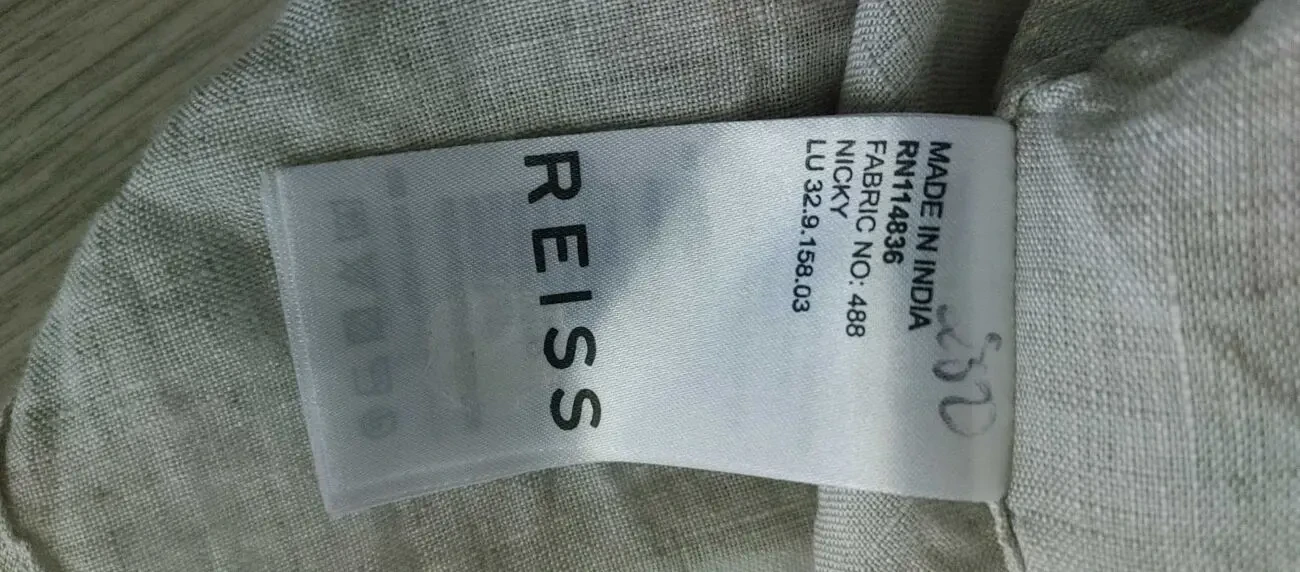 MADE IN INDIA
RN114836
FABRIC NO: 488
NICKY
LU 32.9.158.03
REISS